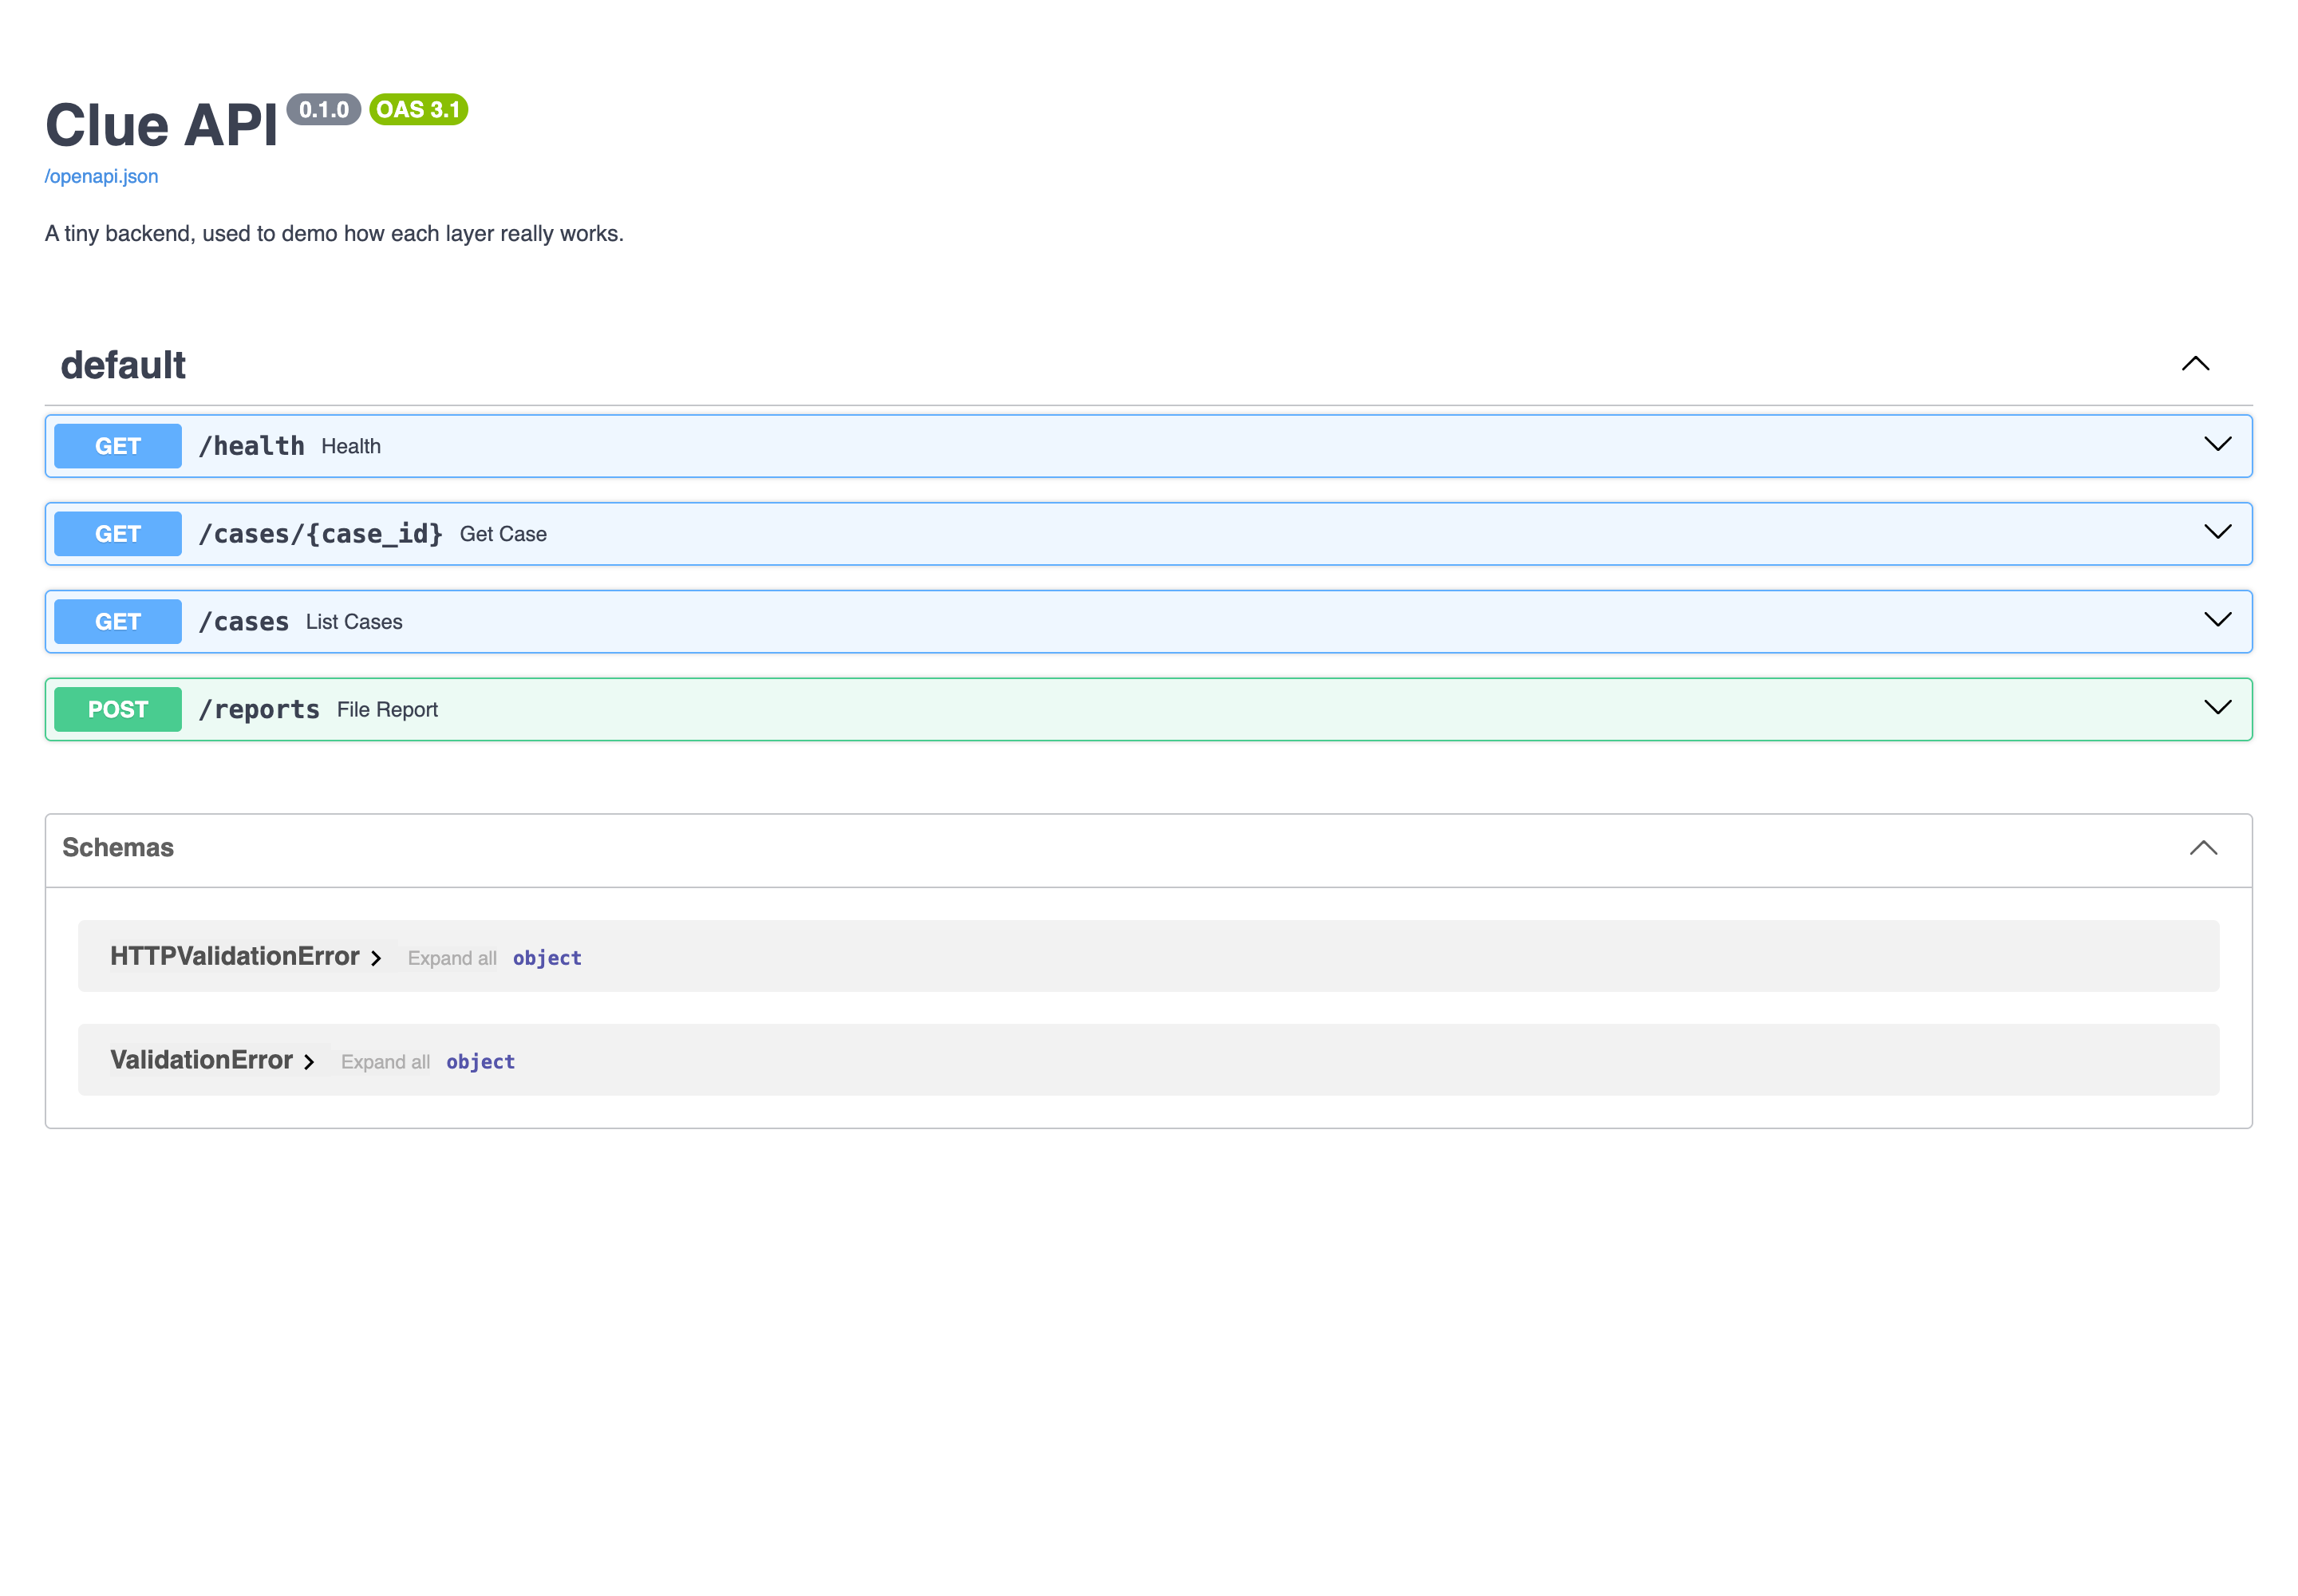 Clue API 0.1.0 OAS 3.1
/openapi.json
A tiny backend, used to demo how each layer really works.
default
GET /health Health
GET /cases/{case_id} Get Case
GET /cases List Cases
POST /reports File Report
Schemas
HTTPValidationError Expand all object
ValidationError Expand all object